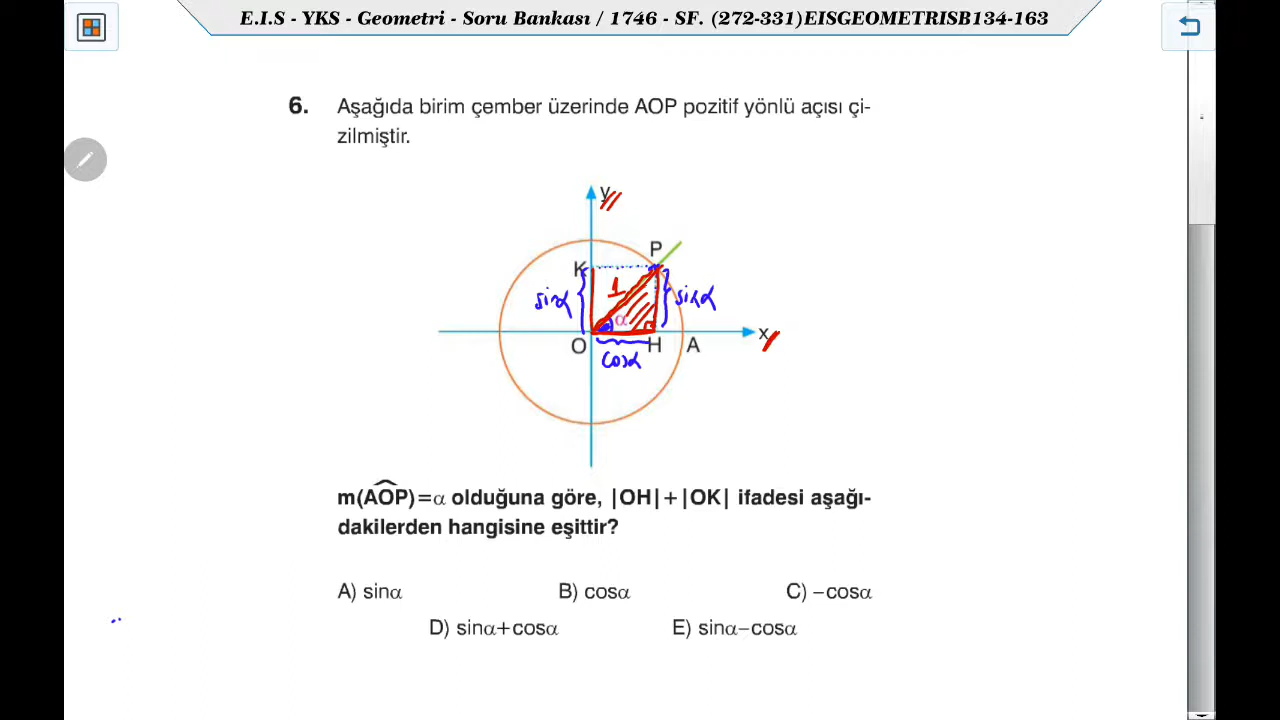 E.I.S - YKS - Geometri - Soru Bankası / 1746 - SF. (272-331)EISGEOMETRISB134-163
6. Aşağıda birim çember üzerinde AOP pozitif yönlü açısı çi-
zilmiştir.
y
P
K
1
sinα
sinα
α
x
O
H
A
cosα
m(AOP)=α olduğuna göre, |OH|+|OK| ifadesi aşağı-
dakilerden hangisine eşittir?
A) sinα B) cosα C) −cosα
D) sinα+cosα E) sinα−cosα